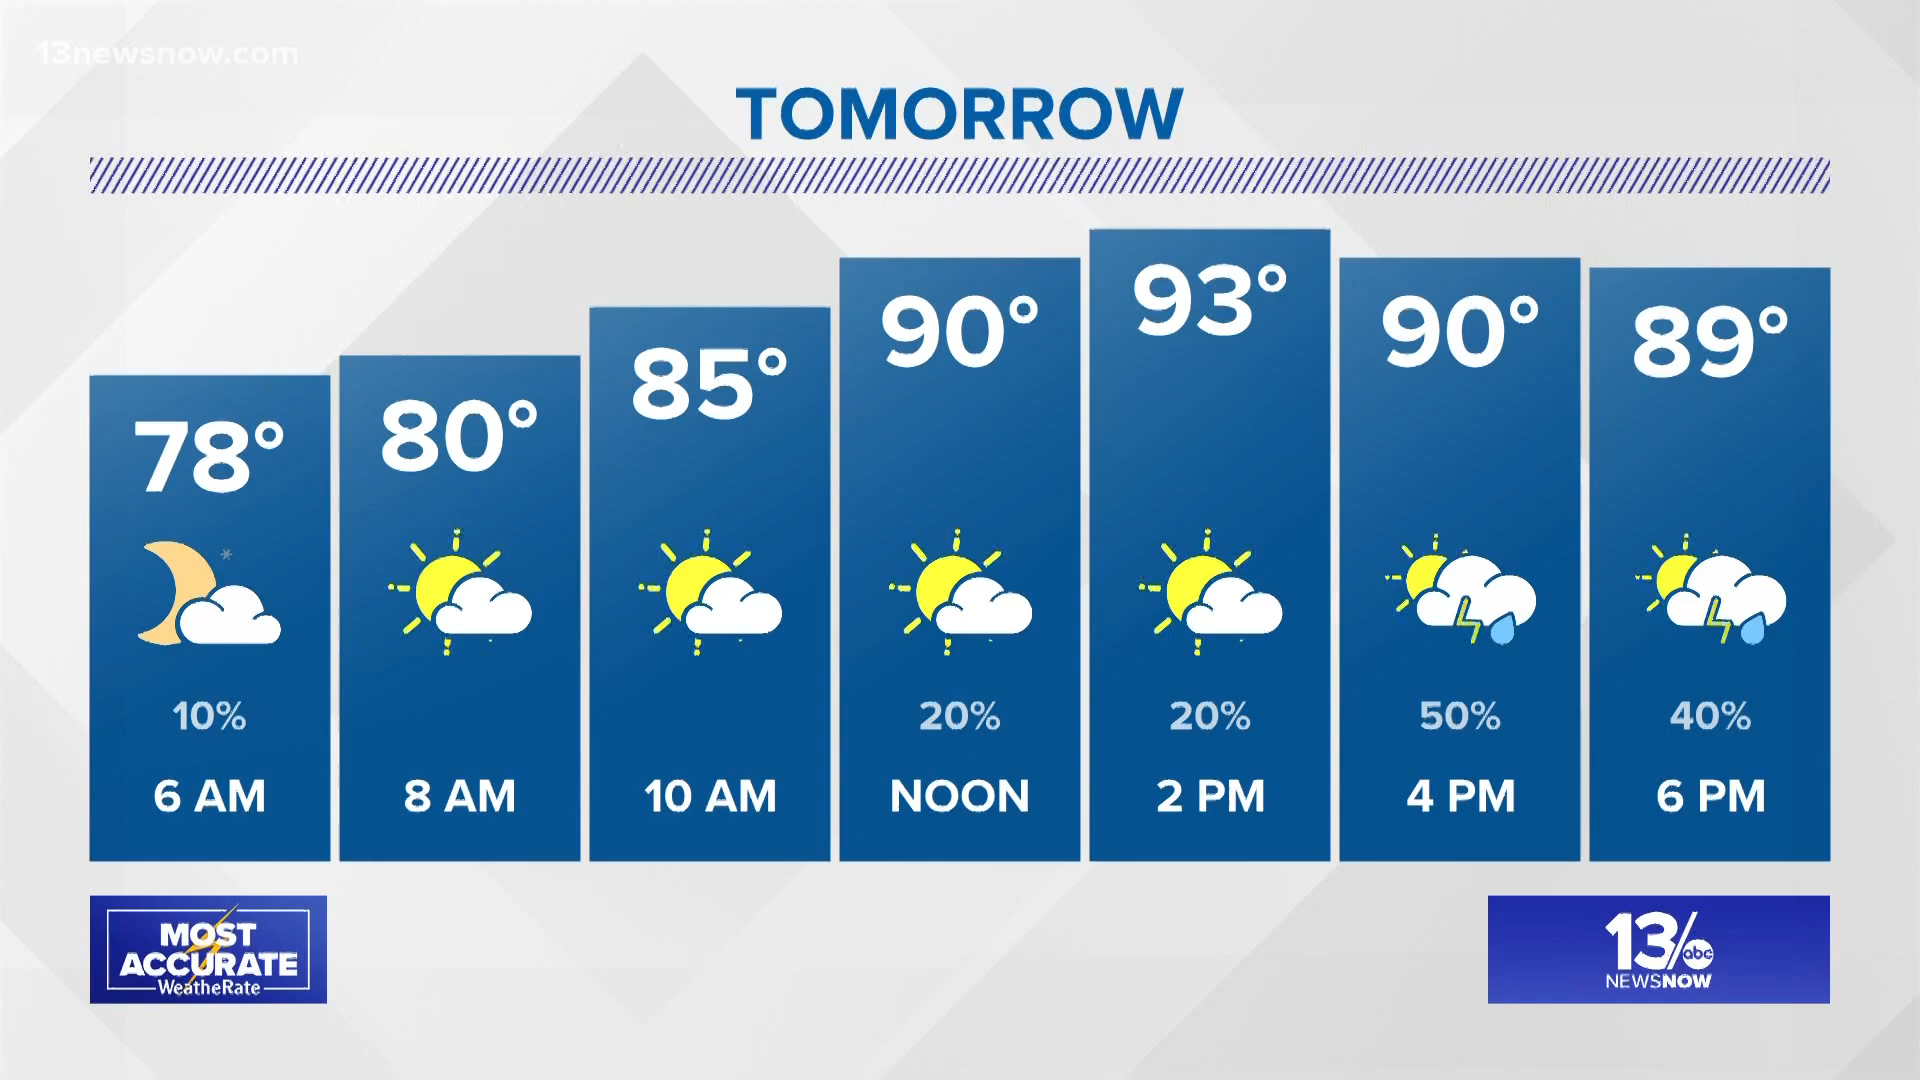 13newsnow.com
TOMORROW
78° 80° 85° 90° 93° 90° 89°
10% 20% 20% 50% 40%
6 AM 8 AM 10 AM NOON 2 PM 4 PM 6 PM
MOST
ACCURATE
WeatheRate
13 abc
NEWSNOW